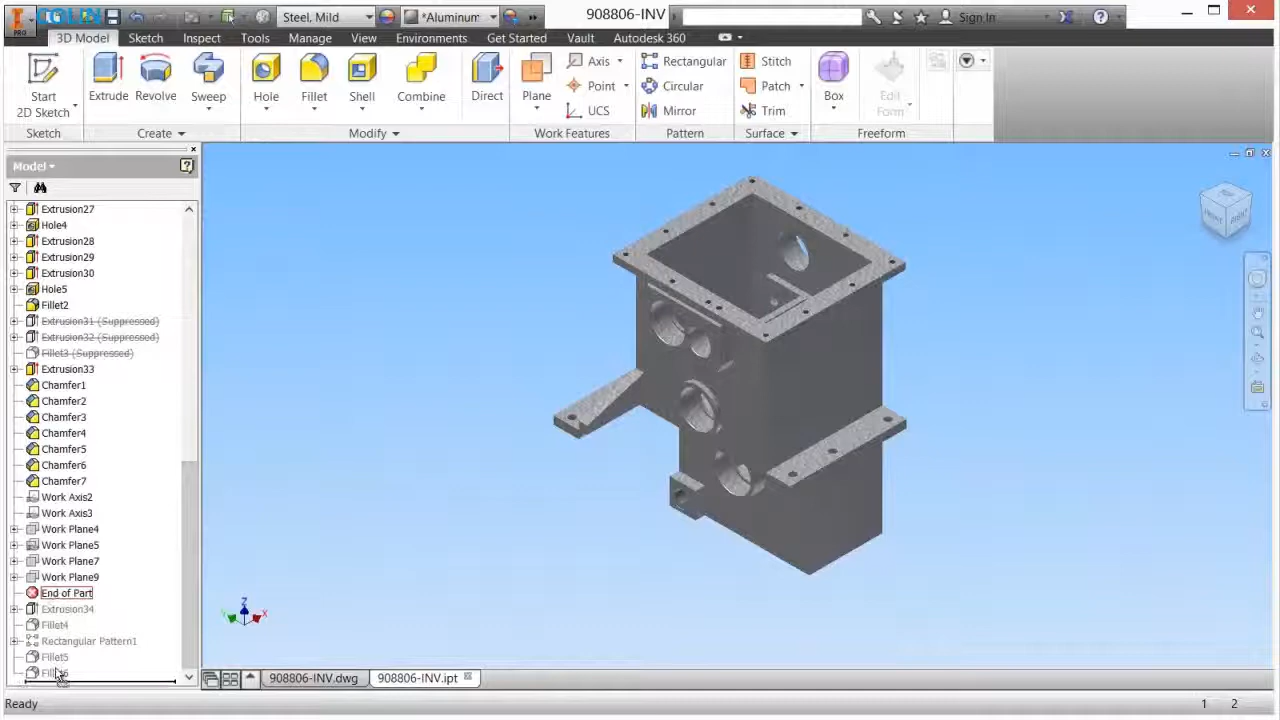 COLIN
PRO
Steel, Mild
*Aluminum
908806-INV
Sign In
3D Model Sketch Inspect Tools Manage View Environments Get Started Vault Autodesk 360
Start
2D Sketch
Extrude Revolve Sweep
Hole Fillet Shell Combine
Direct
Plane
Axis
Point
UCS
Rectangular
Circular
Mirror
Stitch
Patch
Trim
Box
Edit
Form
Sketch Create Modify Work Features Pattern Surface Freeform
Model
Extrusion27
Hole4
Extrusion28
Extrusion29
Extrusion30
Hole5
Fillet2
Extrusion31 (Suppressed)
Extrusion32 (Suppressed)
Fillet3 (Suppressed)
Extrusion33
Chamfer1
Chamfer2
Chamfer3
Chamfer4
Chamfer5
Chamfer6
Chamfer7
Work Axis2
Work Axis3
Work Plane4
Work Plane5
Work Plane7
Work Plane9
End of Part
Extrusion34
Fillet4
Rectangular Pattern1
Fillet5
FRONT RIGHT
Z
X
908806-INV.dwg 908806-INV.ipt
Ready
1 2